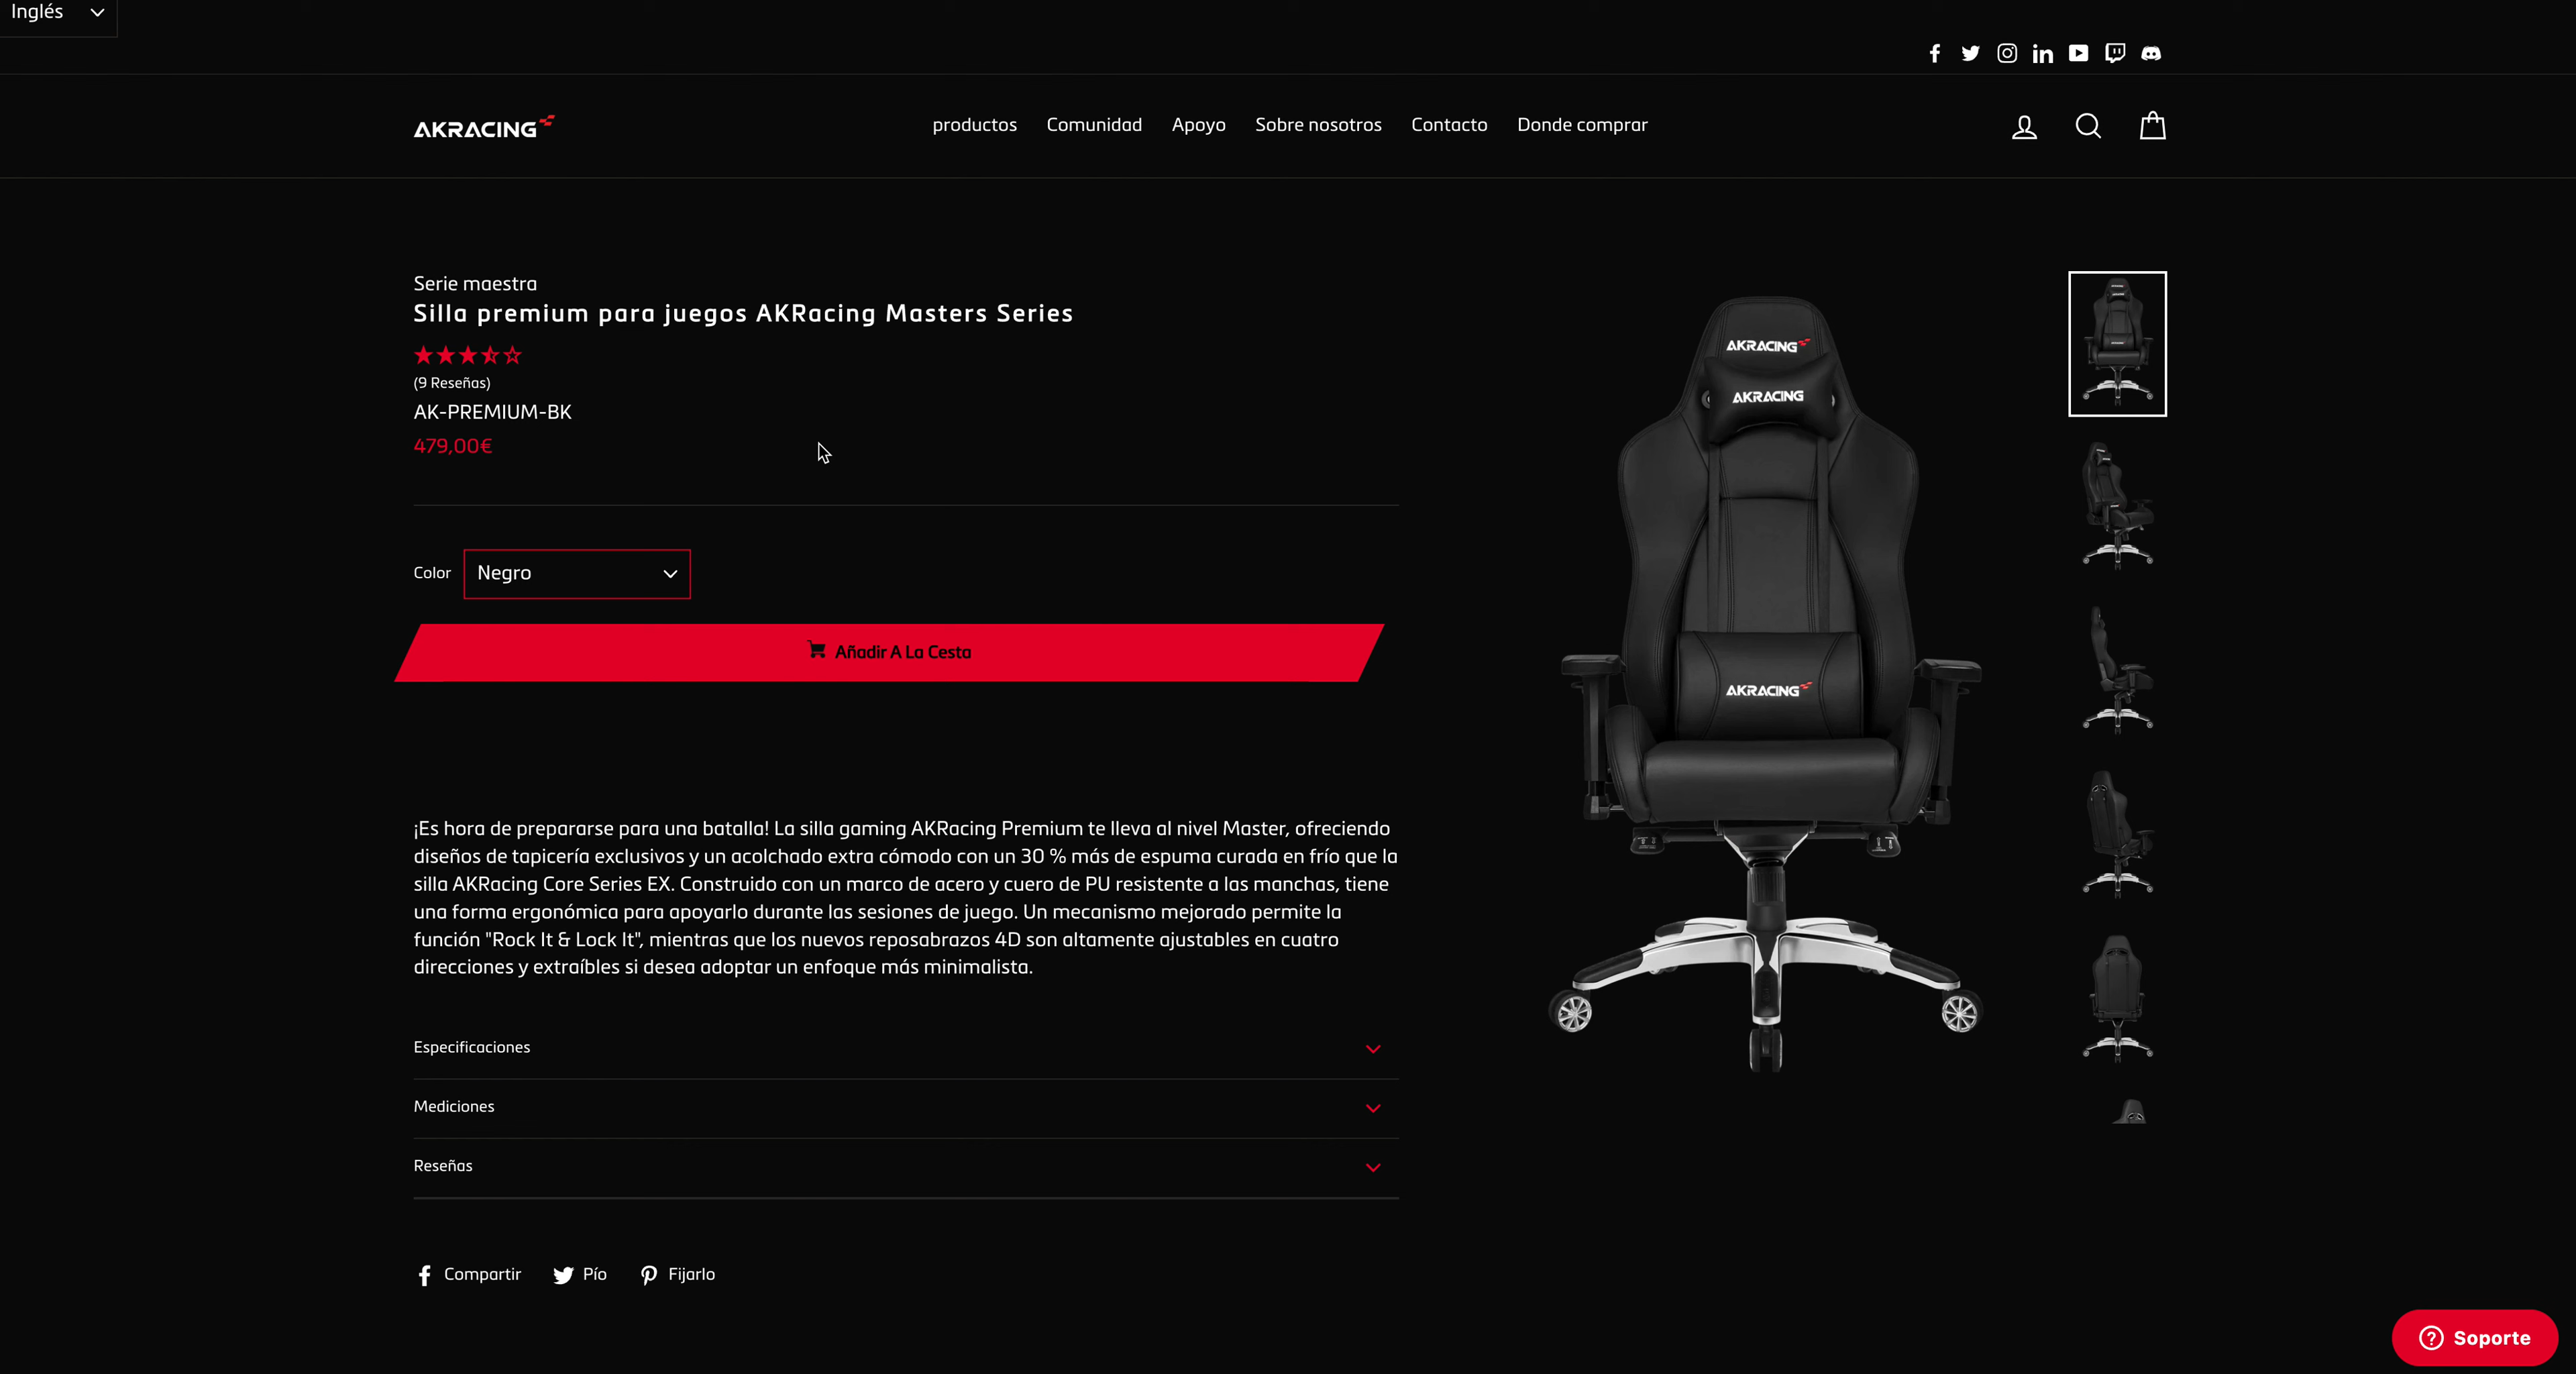 Inglés
AKRACING
productos Comunidad Apoyo Sobre nosotros Contacto Donde comprar
Serie maestra
Silla premium para juegos AKRacing Masters Series
(9 Reseñas)
AK-PREMIUM-BK
479,00€
Color Negro
Añadir A La Cesta
¡Es hora de prepararse para una batalla! La silla gaming AKRacing Premium te lleva al nivel Master, ofreciendo
diseños de tapicería exclusivos y un acolchado extra cómodo con un 30 % más de espuma curada en frío que la
silla AKRacing Core Series EX. Construido con un marco de acero y cuero de PU resistente a las manchas, tiene
una forma ergonómica para apoyarlo durante las sesiones de juego. Un mecanismo mejorado permite la
función "Rock It & Lock It", mientras que los nuevos reposabrazos 4D son altamente ajustables en cuatro
direcciones y extraíbles si desea adoptar un enfoque más minimalista.
Especificaciones
Mediciones
Reseñas
Compartir Pío Fijarlo
AKRACING
AKRACING
AKRACING
Soporte